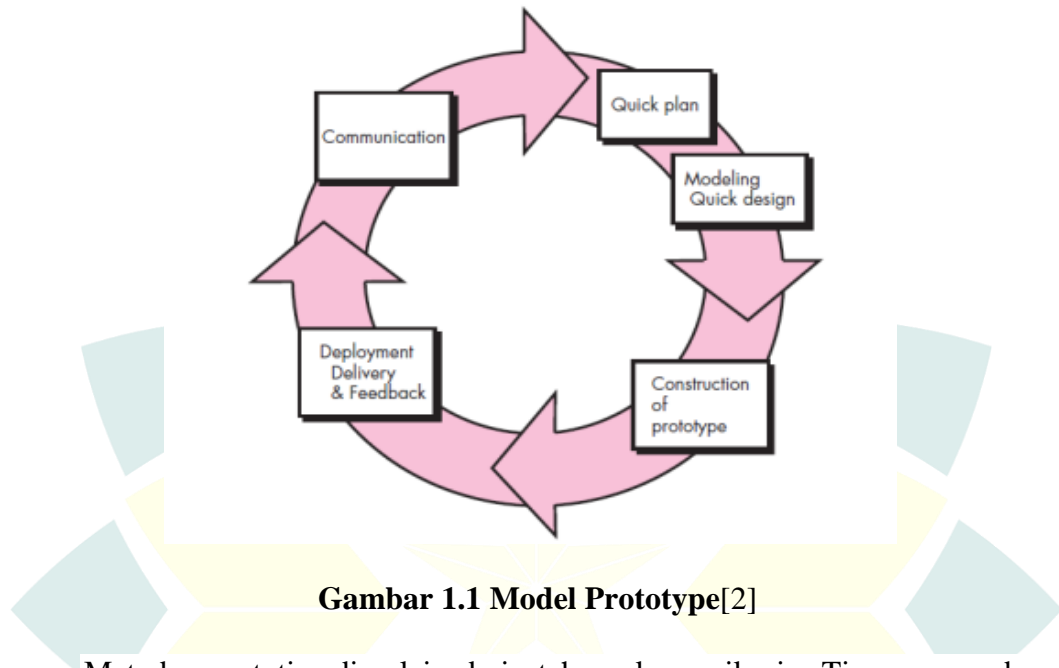 Communication
Quick plan
Modeling
Quick design
Construction
of
prototype
Deployment
Delivery
& Feedback
Gambar 1.1 Model Prototype[2]